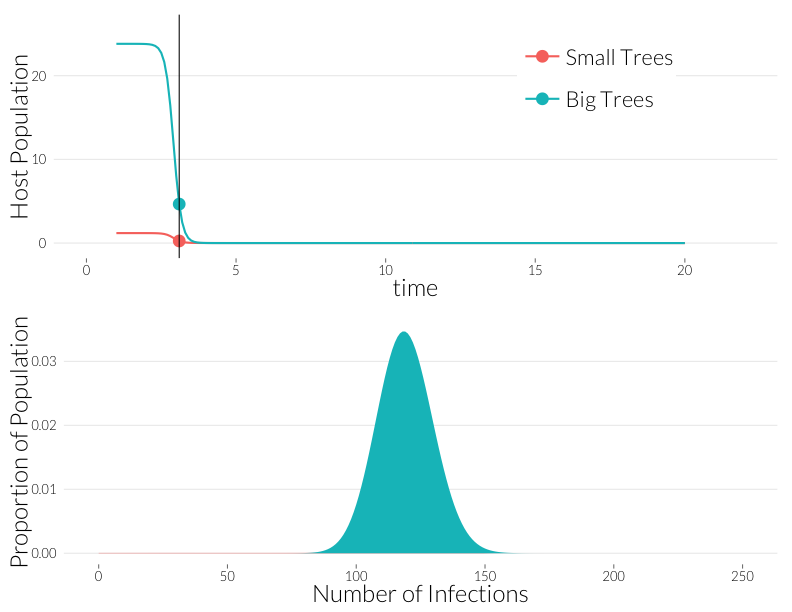 Host Population
20
10
0
Small Trees
Big Trees
0 5 10 15 20
time
Proportion of Population
0.03
0.02
0.01
0.00
0 50 100 150 200 250
Number of Infections